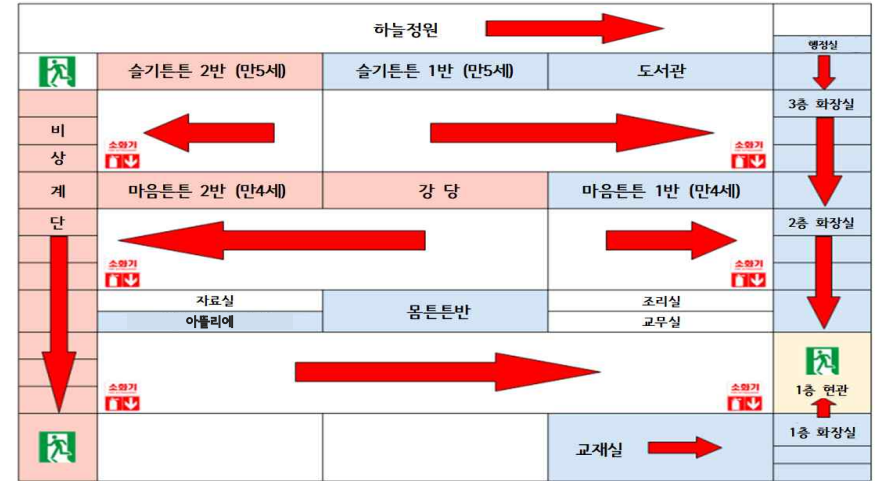 하늘정원
행정실
슬기튼튼 2반 (만5세)
슬기튼튼 1반 (만5세)
도서관
3층 화장실
비
상
계
단
소화기
소화기
마음튼튼 2반 (만4세)
강 당
마음튼튼 1반 (만4세)
2층 화장실
소화기
소화기
자료실
아뜰리에
몸튼튼반
조리실
교무실
소화기
소화기
1층 현관
교재실
1층 화장실